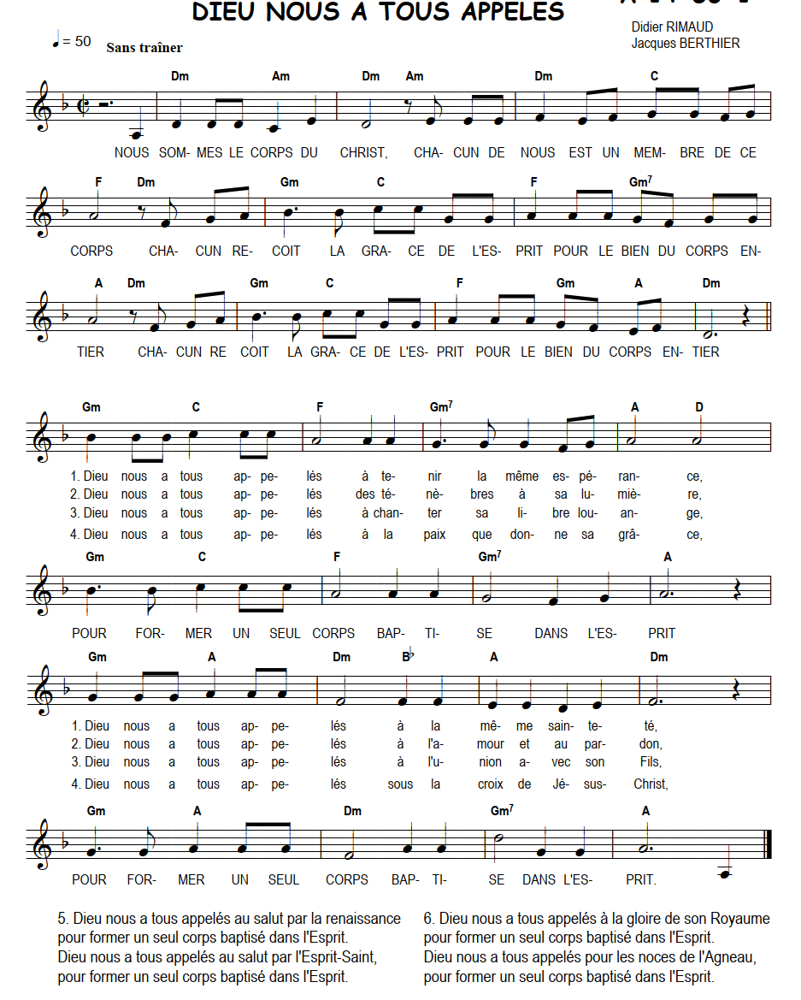 DIEU NOUS A TOUS APPELES
Didier RIMAUD
Jacques BERTHIER
= 50 Sans traîner
Dm Am Dm Am Dm C
NOUS SOM- MES LE CORPS DU CHRIST, CHA- CUN DE NOUS EST UN MEM- BRE DE CE
F Dm Gm C F Gm7
CORPS CHA- CUN RE- COIT LA GRA- CE DE L'ES- PRIT POUR LE BIEN DU CORPS EN-
A Dm Gm C F Gm A Dm
TIER CHA- CUN RE COIT LA GRA- CE DE L'ES- PRIT POUR LE BIEN DU CORPS EN- TIER
Gm C F Gm7 A D
1. Dieu nous a tous ap- pe- lés à te- nir la même es- pé- ran- ce,
2. Dieu nous a tous ap- pe- lés des té- nè- bres à sa lu- miè- re,
3. Dieu nous a tous ap- pe- lés à chan- ter sa li- bre lou- an- ge,
4. Dieu nous a tous ap- pe- lés à la paix que don- ne sa grâ- ce,
Gm C F Gm7 A
POUR FOR- MER UN SEUL CORPS BAP- TI- SE DANS L'ES- PRIT
Gm A Dm B♭ A Dm
1. Dieu nous a tous ap- pe- lés à la mê- me sain- te- té,
2. Dieu nous a tous ap- pe- lés à l'a- mour et au par- don,
3. Dieu nous a tous ap- pe- lés à l'u- nion a- vec son Fils,
4. Dieu nous a tous ap- pe- lés sous la croix de Jé- sus- Christ,
Gm A Dm Gm7 A
POUR FOR- MER UN SEUL CORPS BAP- TI- SE DANS L'ES- PRIT.
5. Dieu nous a tous appelés au salut par la renaissance
pour former un seul corps baptisé dans l'Esprit.
Dieu nous a tous appelés au salut par l'Esprit-Saint,
pour former un seul corps baptisé dans l'Esprit.
6. Dieu nous a tous appelés à la gloire de son Royaume
pour former un seul corps baptisé dans l'Esprit.
Dieu nous a tous appelés pour les noces de l'Agneau,
pour former un seul corps baptisé dans l'Esprit.